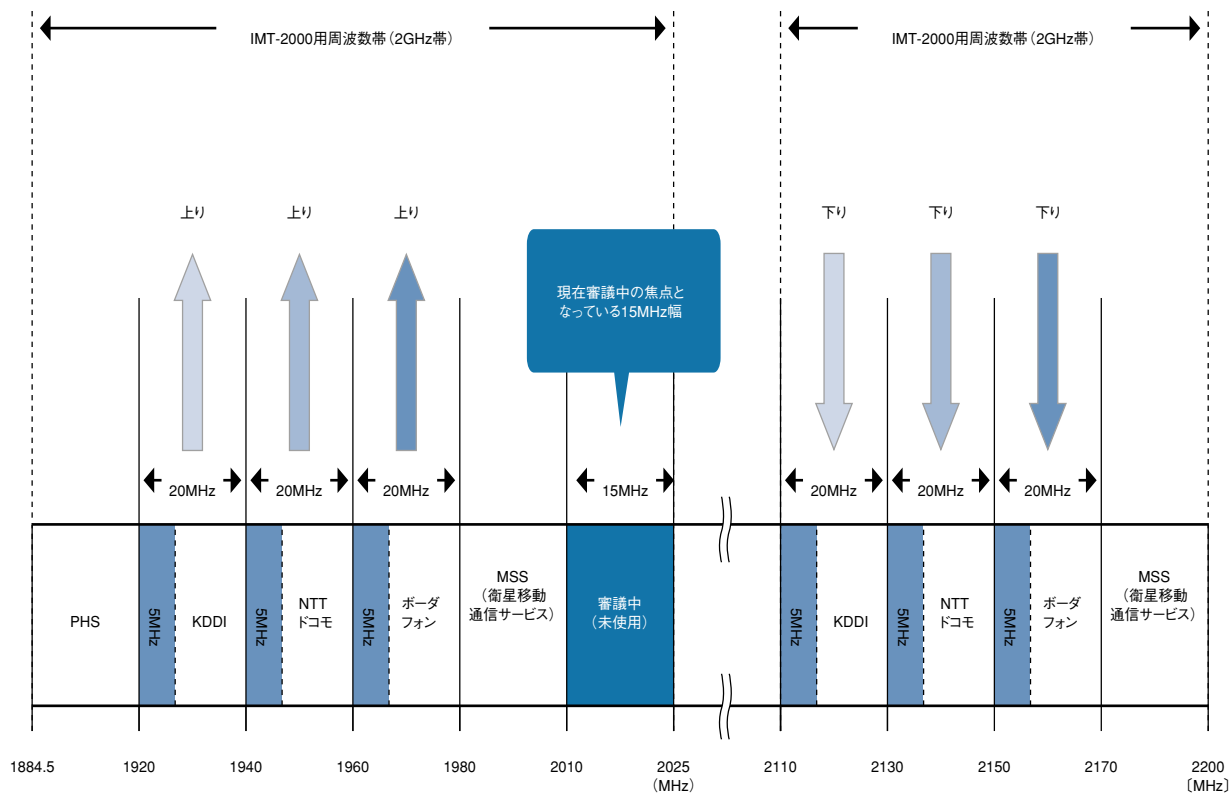 IMT-2000用周波数帯（2GHz帯）
IMT-2000用周波数帯（2GHz帯）
上り
上り
上り
下り
下り
下り
現在審議中の焦点と
なっている15MHz幅
20MHz
20MHz
20MHz
15MHz
20MHz
20MHz
20MHz
PHS
5MHz
KDDI
5MHz
NTT
ドコモ
5MHz
ボーダ
フォン
MSS
（衛星移動
通信サービス）
審議中
（未使用）
5MHz
KDDI
5MHz
NTT
ドコモ
5MHz
ボーダ
フォン
MSS
（衛星移動
通信サービス）
1884.5
1920
1940
1960
1980
2010
2025
（MHz）
2110
2130
2150
2170
2200
〔MHz〕